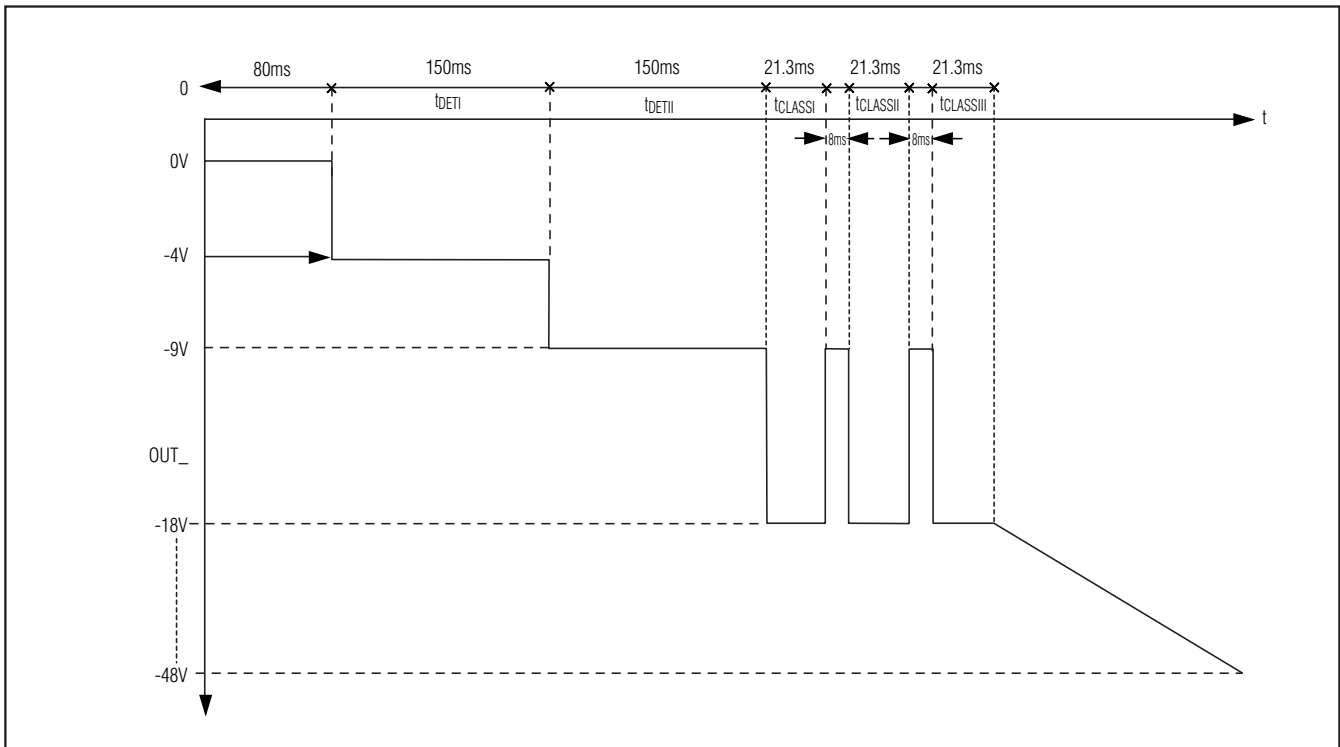 80ms 150ms 150ms 21.3ms 21.3ms 21.3ms
0
tDETI tDETII tCLASSI tCLASSII tCLASSIII
t
8ms 8ms
0V
-4V
-9V
OUT_
-18V
-48V